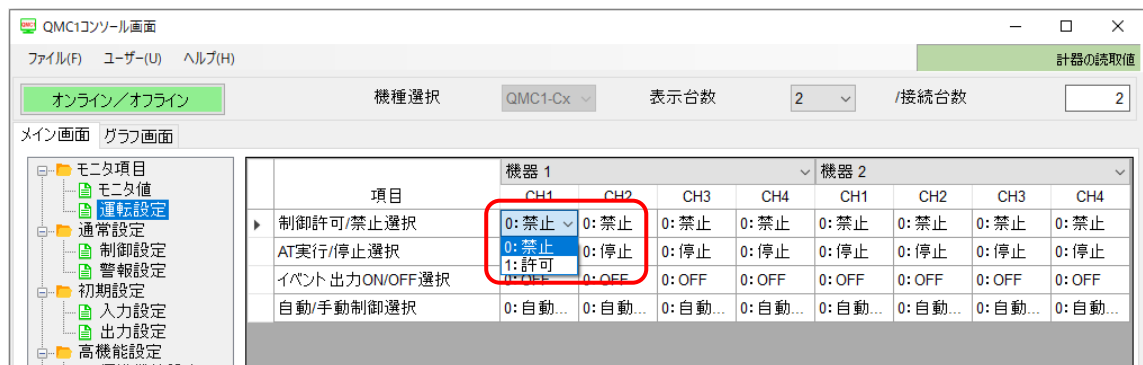 QMC1コンソール画面
ファイル(F) ユーザー(U) ヘルプ(H)
計器の読取値
オンライン／オフライン 機種選択 QMC1-Cx 表示台数 2 /接続台数 2
メイン画面 グラフ画面
モニタ項目
モニタ値
運転設定
通常設定
制御設定
警報設定
初期設定
入力設定
出力設定
高機能設定
機器 1 機器 2
項目 CH1 CH2 CH3 CH4 CH1 CH2 CH3 CH4
制御許可/禁止選択 0: 禁止 0: 禁止 0: 禁止 0: 禁止 0: 禁止 0: 禁止 0: 禁止 0: 禁止
0: 禁止
1: 許可
AT実行/停止選択 0: 停止 0: 停止 0: 停止 0: 停止 0: 停止 0: 停止 0: 停止
イベント出力ON/OFF選択 0: OFF 0: OFF 0: OFF 0: OFF 0: OFF 0: OFF 0: OFF 0: OFF
自動/手動制御選択 0: 自動... 0: 自動... 0: 自動... 0: 自動... 0: 自動... 0: 自動... 0: 自動... 0: 自動...